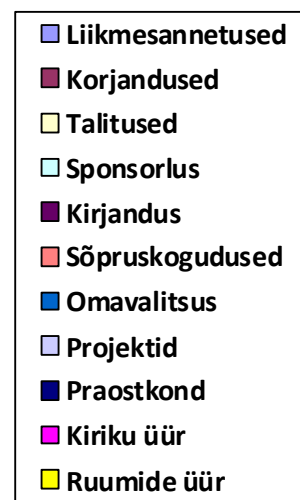 Liikmesannetused
Korjandused
Talitused
Sponsorlus
Kirjandus
Sõpruskogudused
Omavalitsus
Projektid
Praostkond
Kiriku üür
Ruumide üür